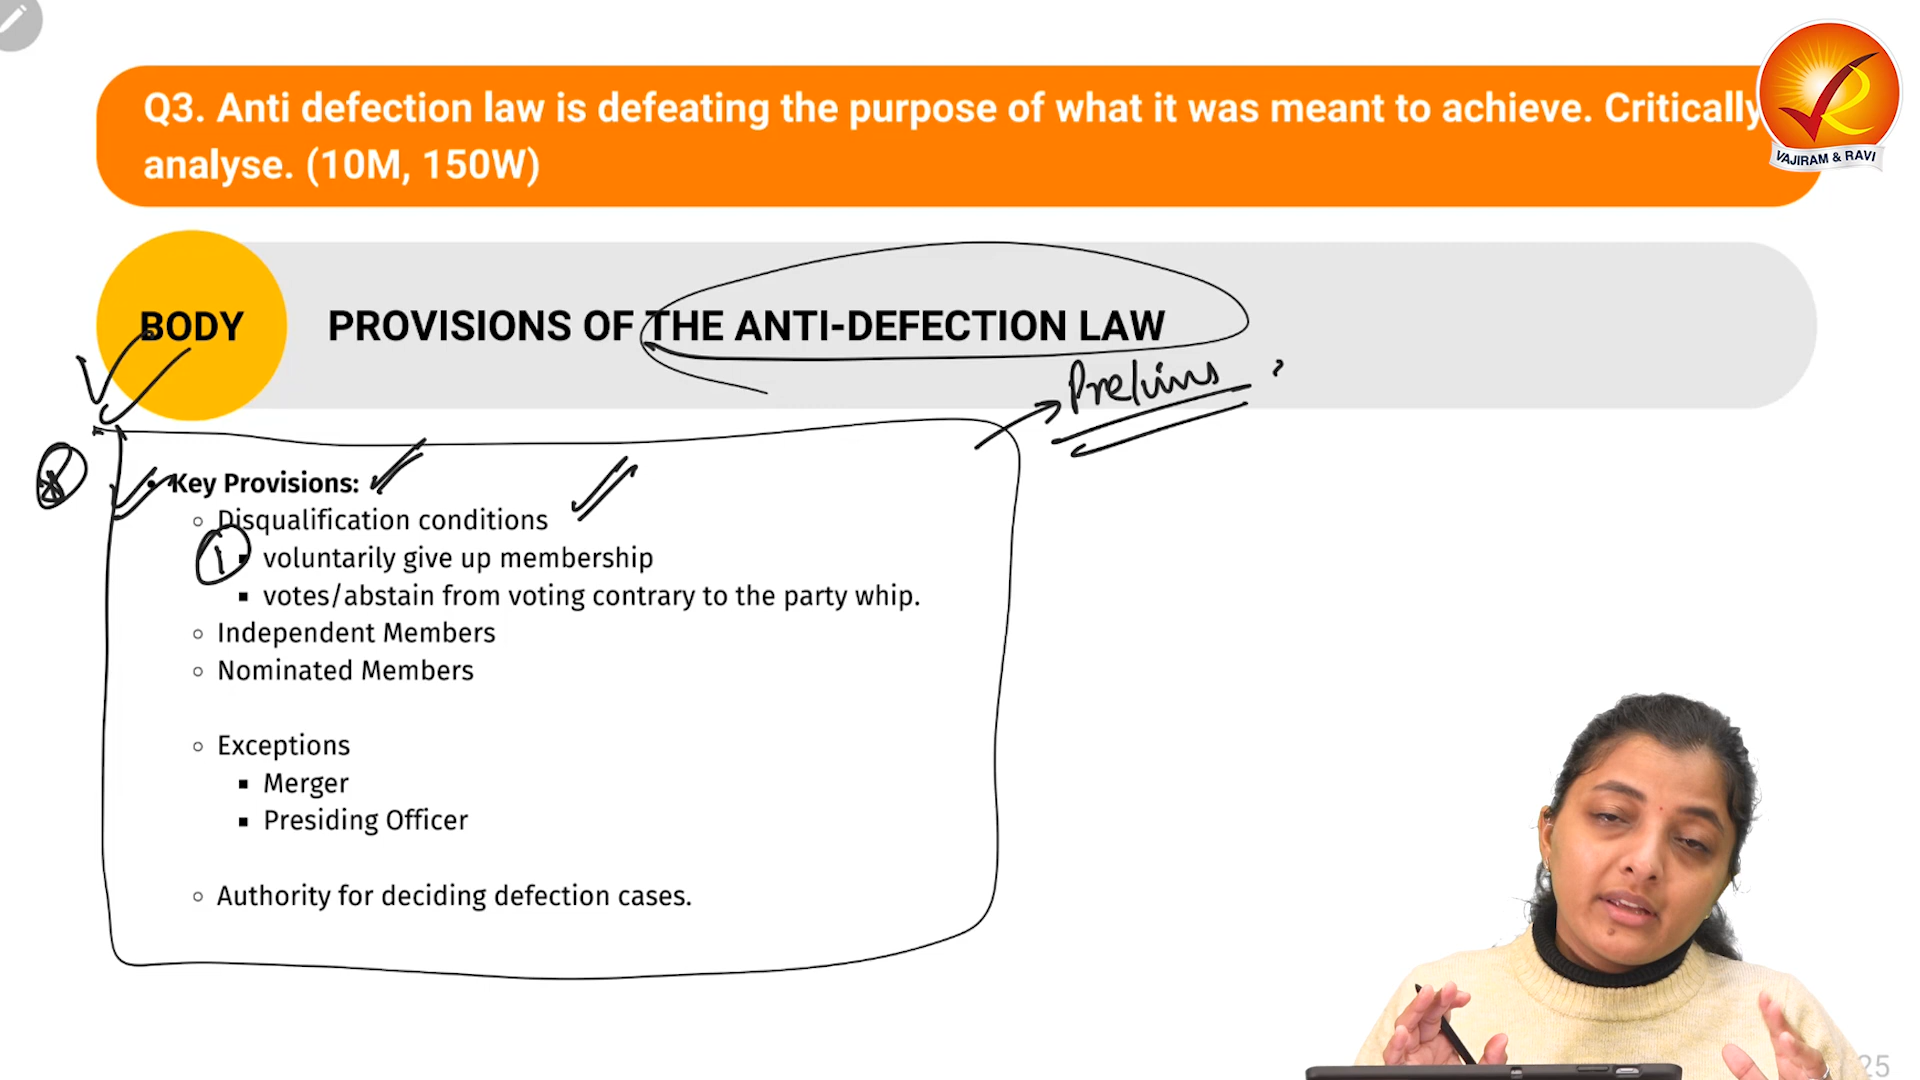 Q3. Anti defection law is defeating the purpose of what it was meant to achieve. Critically
analyse. (10M, 150W)
VAJIRAM & RAVI
BODY
PROVISIONS OF THE ANTI-DEFECTION LAW
Prelims
Key Provisions:
Disqualification conditions
1
voluntarily give up membership
votes/abstain from voting contrary to the party whip.
Independent Members
Nominated Members
Exceptions
Merger
Presiding Officer
Authority for deciding defection cases.
25